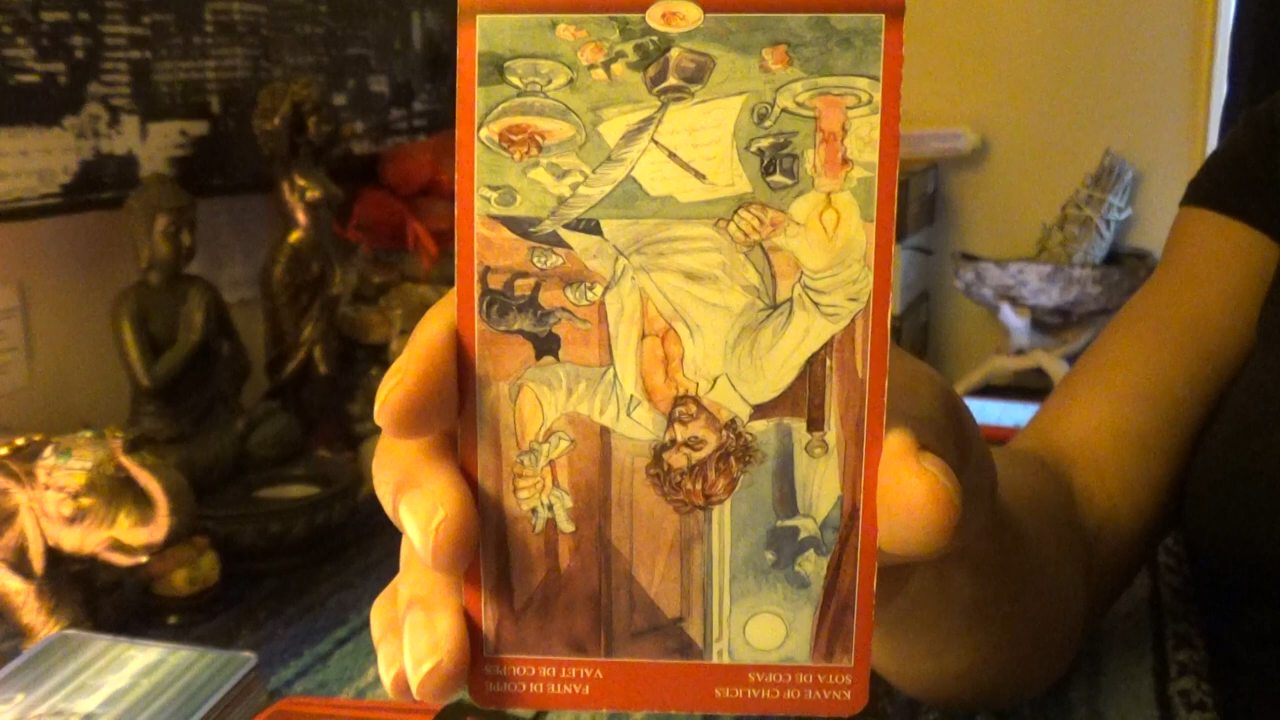 KNAVE OF CHALICES
SOTA DE COPAS
FANTE DI COPPE
VALET DE COUPES